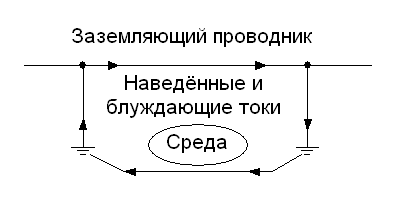 Заземляющий проводник
Наведённые и
блуждающие токи
Среда